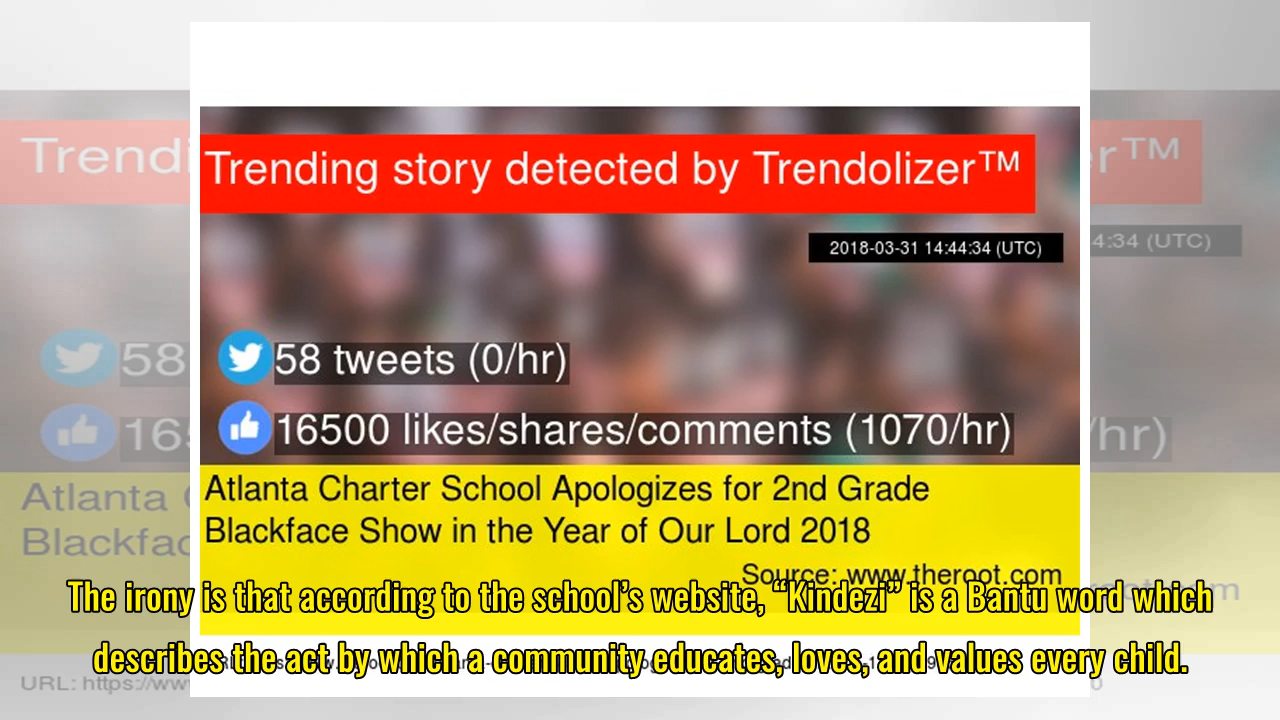 Trending story detected by Trendolizer™
2018-03-31 14:44:34 (UTC)
58 tweets (0/hr)
16500 likes/shares/comments (1070/hr)
Atlanta Charter School Apologizes for 2nd Grade
Blackface Show in the Year of Our Lord 2018
Source: www.theroot.com
The irony is that according to the school’s website, “Kindezi” is a Bantu word which
describes the act by which a community educates, loves, and values every child.
URL: https://ww